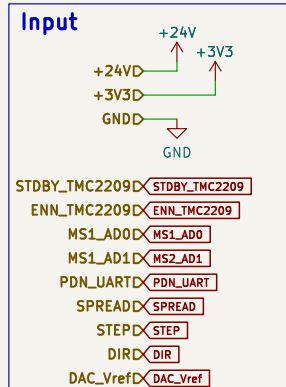 Input
+24V
+3V3
+24V
+3V3
GND
GND
STDBY_TMC2209 STDBY_TMC2209
ENN_TMC2209 ENN_TMC2209
MS1_AD0 MS1_AD0
MS1_AD1 MS2_AD1
PDN_UART PDN_UART
SPREAD SPREAD
STEP STEP
DIR DIR
DAC_Vref DAC_Vref